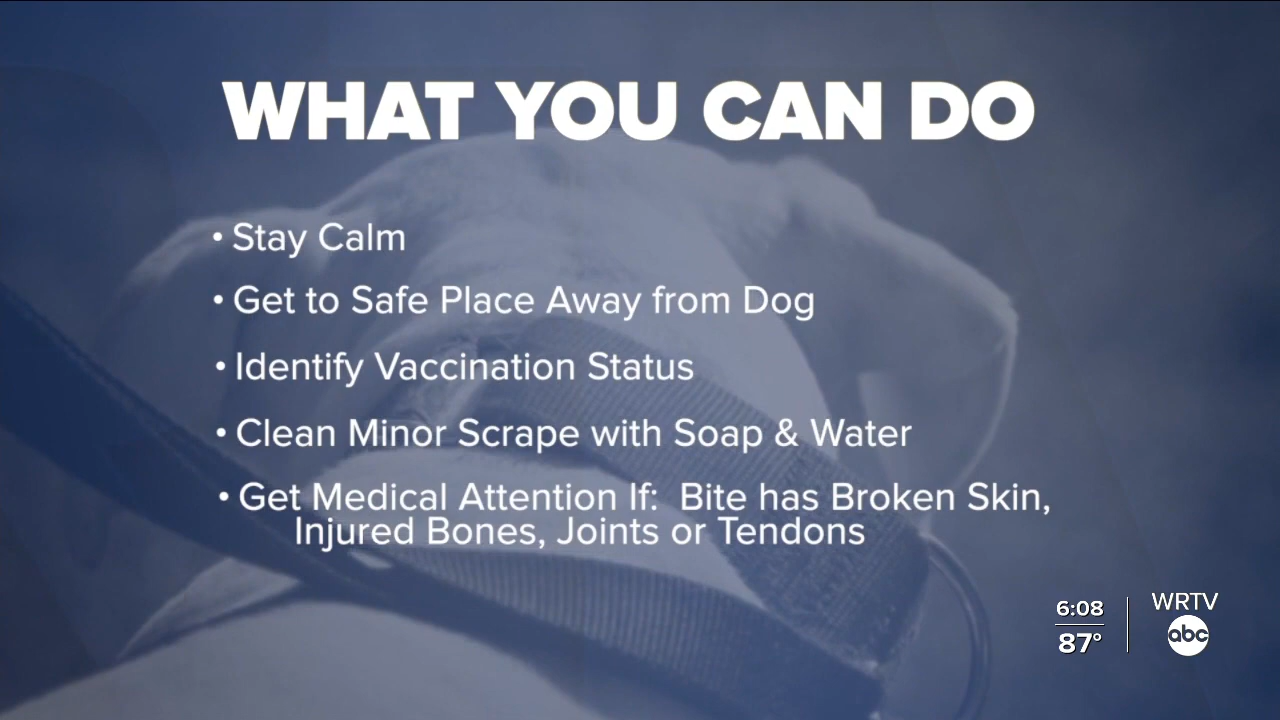 WHAT YOU CAN DO
• Stay Calm
• Get to Safe Place Away from Dog
• Identify Vaccination Status
• Clean Minor Scrape with Soap & Water
• Get Medical Attention If:  Bite has Broken Skin,
Injured Bones, Joints or Tendons
6:08
87°
WRTV
abc